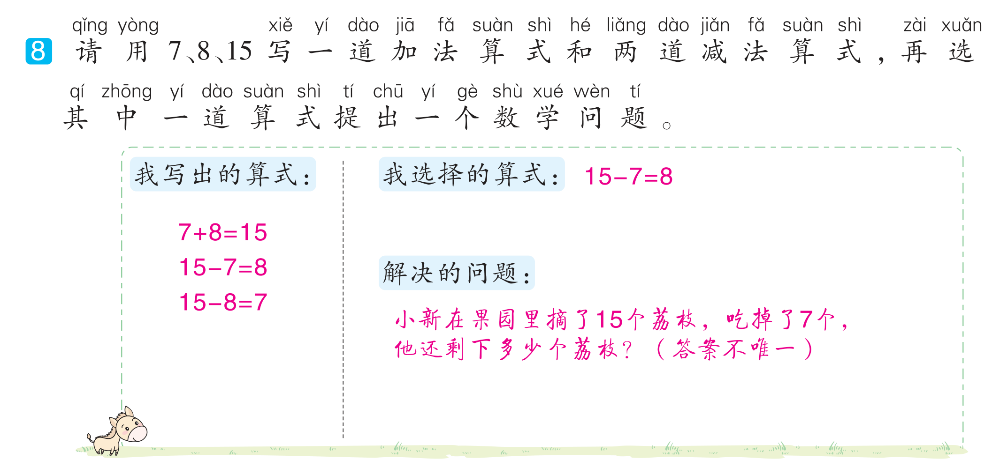 qǐng yòng xiě yí dào jiā fǎ suàn shì hé liǎng dào jiǎn fǎ suàn shì zài xuǎn
8 请用7、8、15写一道加法算式和两道减法算式，再选
qí zhōng yí dào suàn shì tí chū yí gè shù xué wèn tí
其中一道算式提出一个数学问题。
我写出的算式：
7+8=15
15-7=8
15-8=7
我选择的算式： 15-7=8
解决的问题：
小新在果园里摘了15个荔枝，吃掉了7个，
他还剩下多少个荔枝？（答案不唯一）